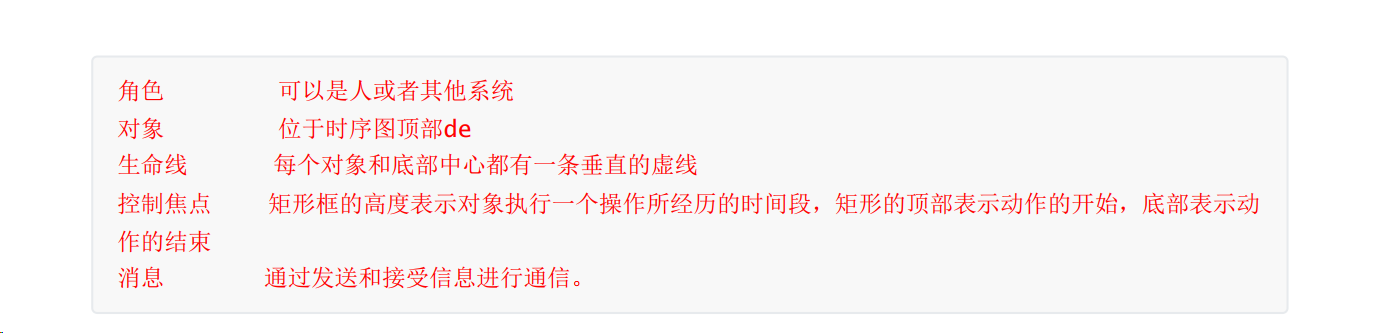 角色 可以是人或者其他系统
对象 位于时序图顶部de
生命线 每个对象和底部中心都有一条垂直的虚线
控制焦点 矩形框的高度表示对象执行一个操作所经历的时间段，矩形的顶部表示动作的开始，底部表示动
作的结束
消息 通过发送和接受信息进行通信。